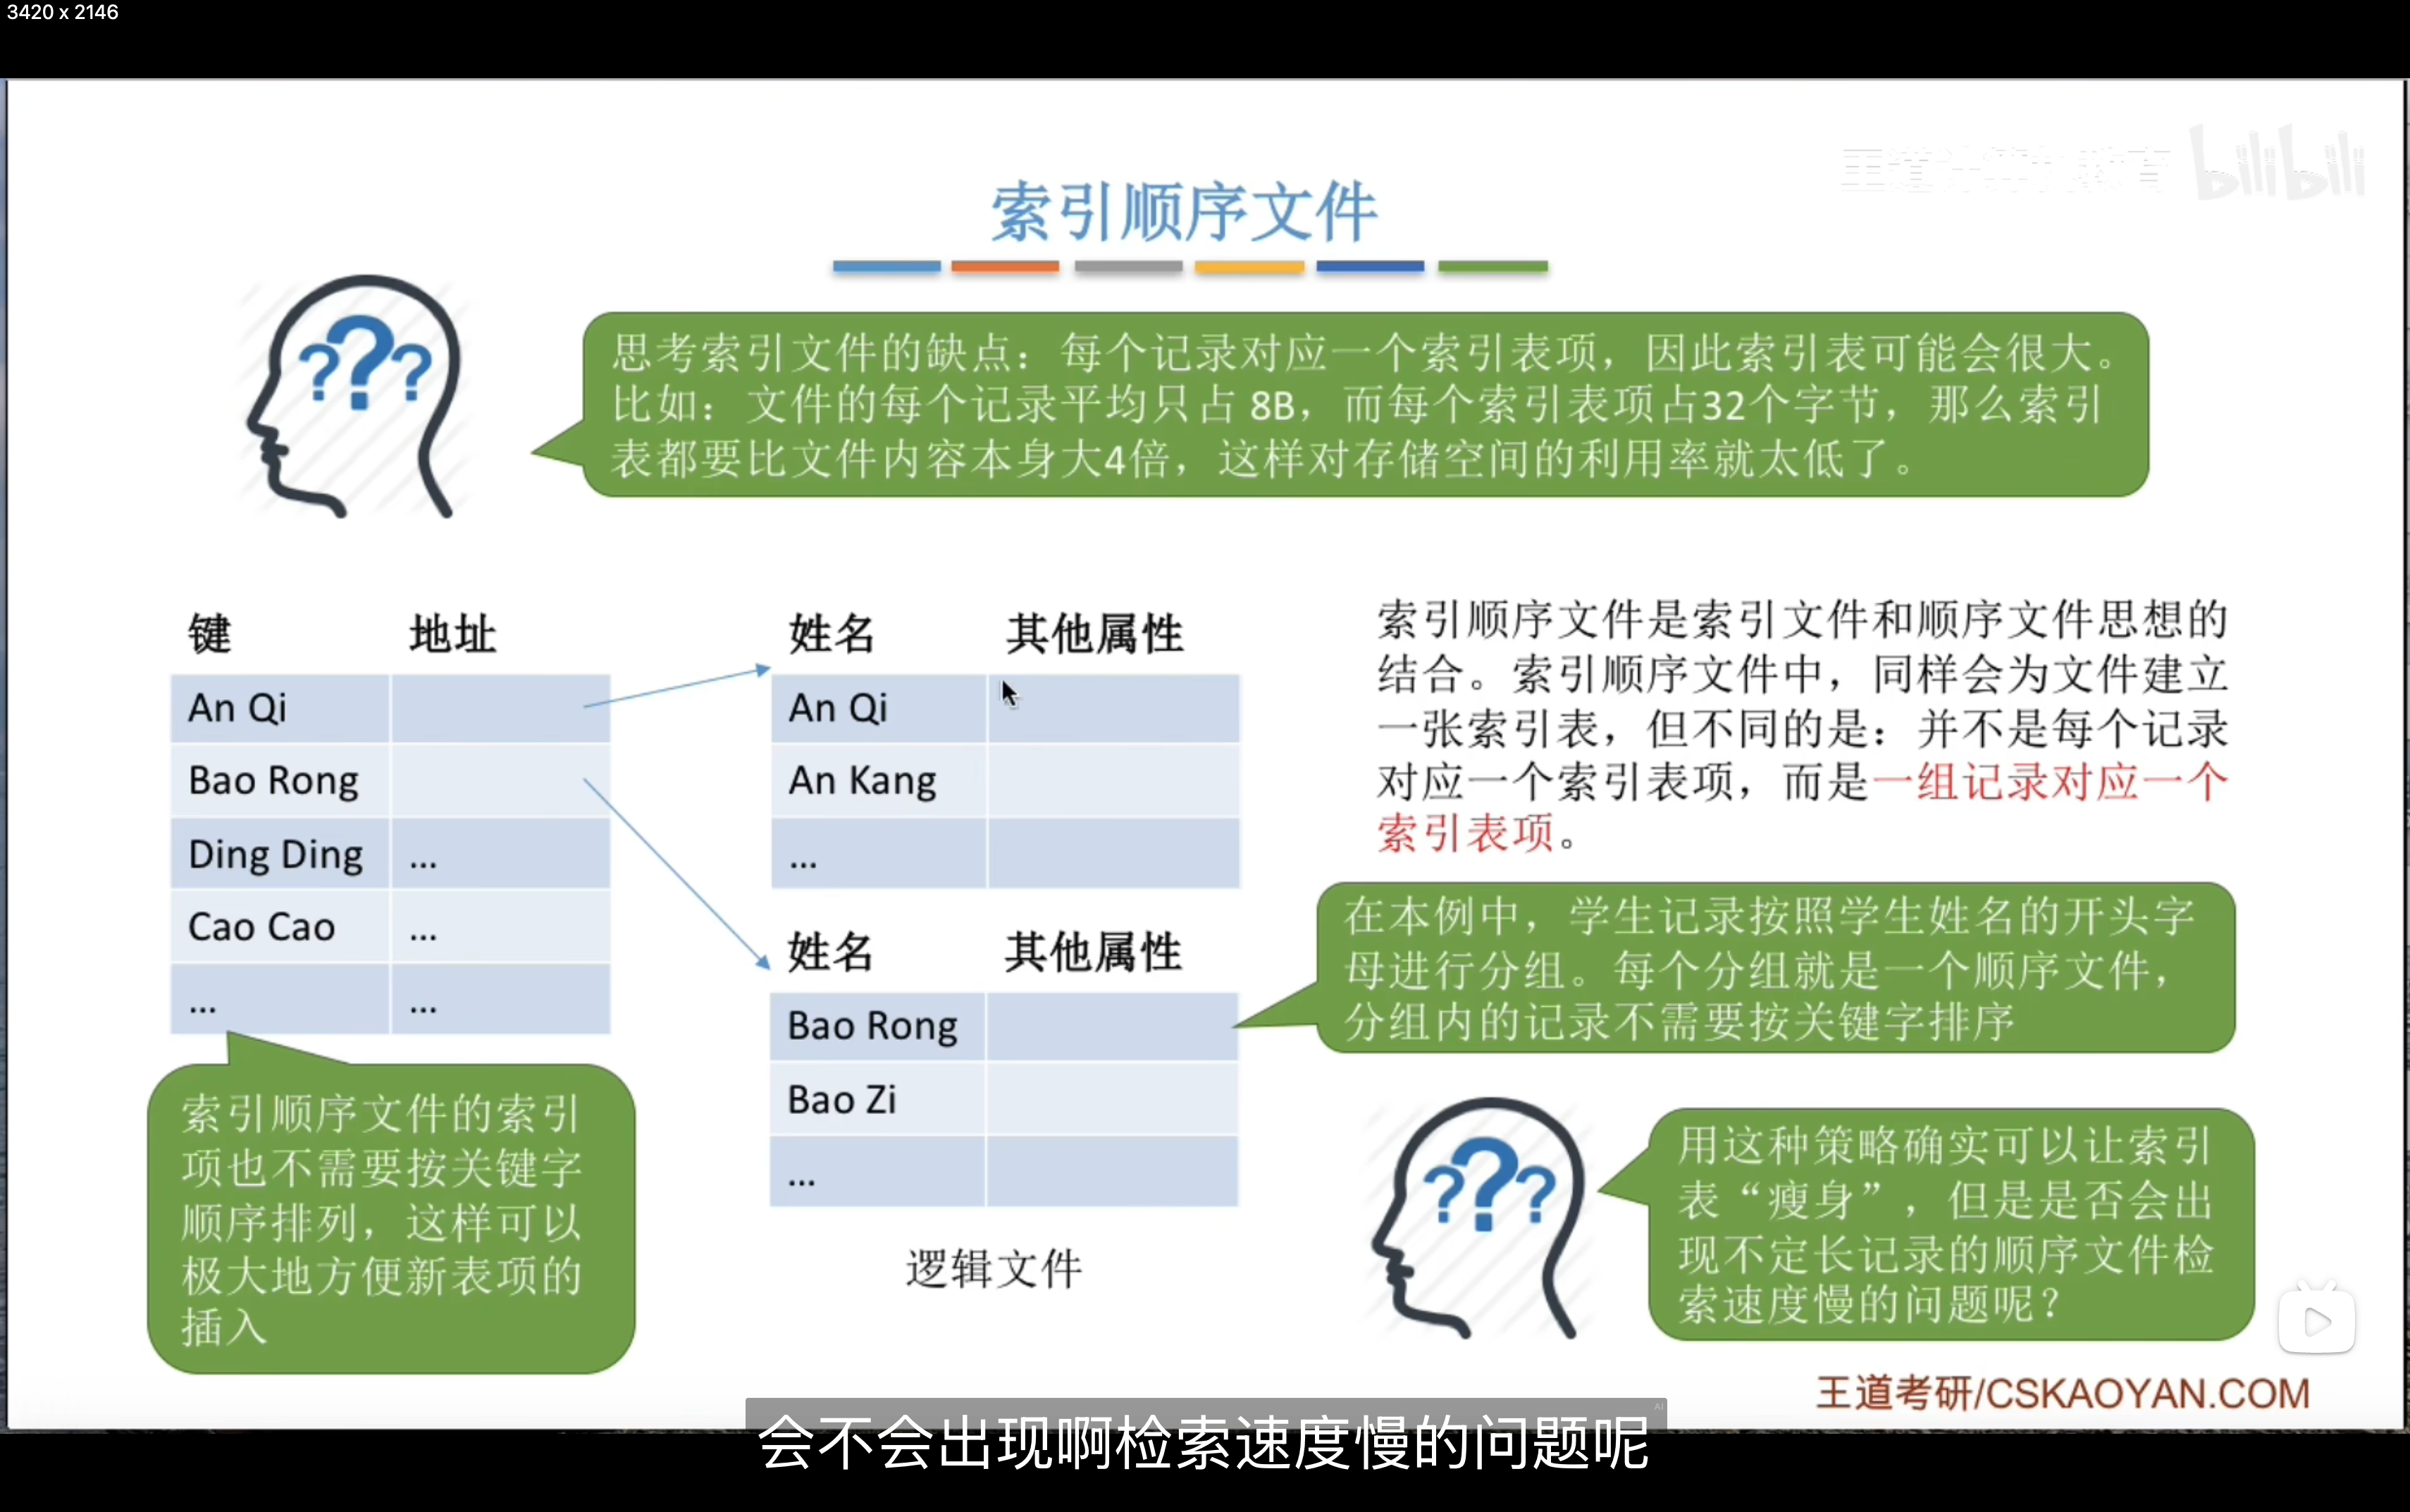 3420 x 2146
bilibili
索引顺序文件
???
思考索引文件的缺点：每个记录对应一个索引表项，因此索引表可能会很大。
比如：文件的每个记录平均只占 8B，而每个索引表项占32个字节，那么索引
表都要比文件内容本身大4倍，这样对存储空间的利用率就太低了。
键 地址
An Qi
Bao Rong
Ding Ding ...
Cao Cao ...
... ...
索引顺序文件的索引
项也不需要按关键字
顺序排列，这样可以
极大地方便新表项的
插入
姓名 其他属性
An Qi
An Kang
...
姓名 其他属性
Bao Rong
Bao Zi
...
逻辑文件
索引顺序文件是索引文件和顺序文件思想的
结合。索引顺序文件中，同样会为文件建立
一张索引表，但不同的是：并不是每个记录
对应一个索引表项，而是一组记录对应一个
索引表项。
在本例中，学生记录按照学生姓名的开头字
母进行分组。每个分组就是一个顺序文件，
分组内的记录不需要按关键字排序
???
用这种策略确实可以让索引
表“瘦身”，但是是否会出
现不定长记录的顺序文件检
索速度慢的问题呢？
王道考研/CSKAOYAN.COM
AI
会不会出现啊检索速度慢的问题呢